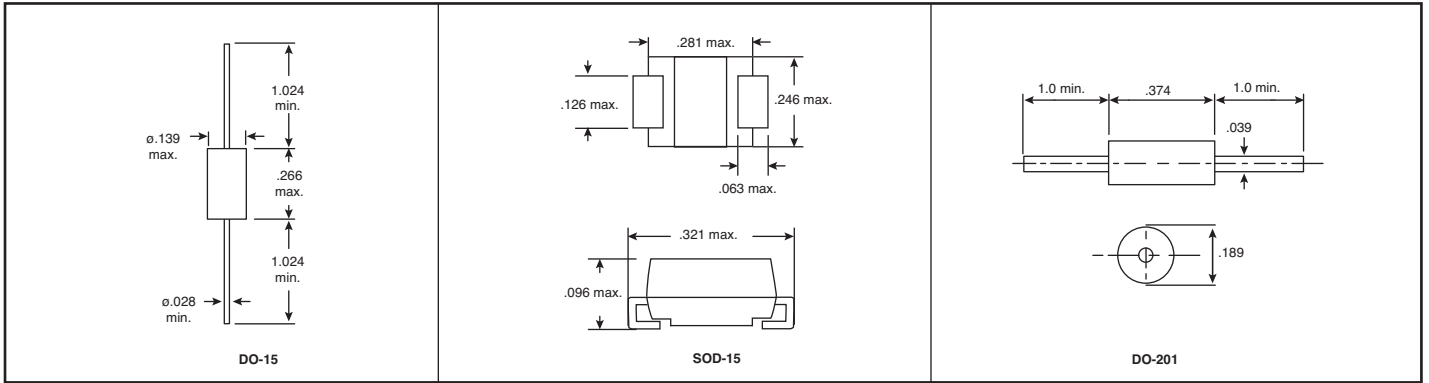 1.024
min.
ø.139
max.
.266
max.
1.024
min.
ø.028
min.
DO-15
.281 max.
.126 max.
.246 max.
.063 max.
.321 max.
.096 max.
SOD-15
1.0 min.
.374
1.0 min.
.039
.189
DO-201